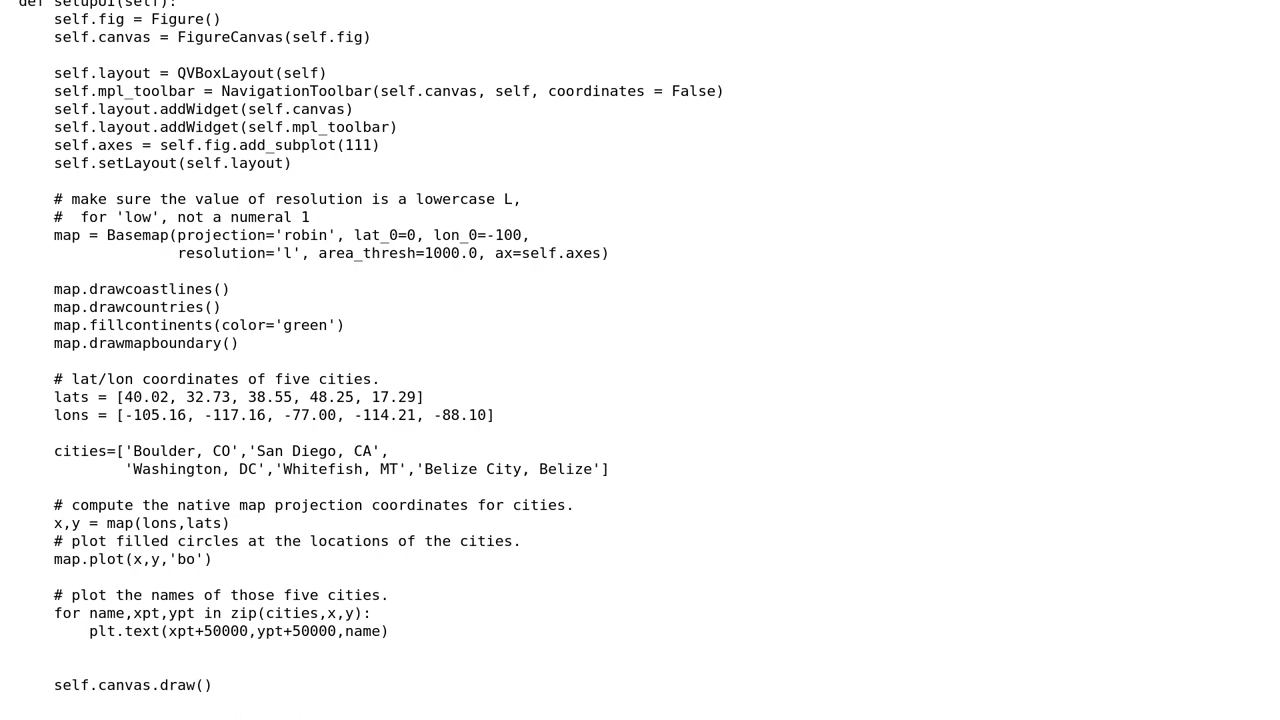 def setupUI(self):
    self.fig = Figure()
    self.canvas = FigureCanvas(self.fig)

    self.layout = QVBoxLayout(self)
    self.mpl_toolbar = NavigationToolbar(self.canvas, self, coordinates = False)
    self.layout.addWidget(self.canvas)
    self.layout.addWidget(self.mpl_toolbar)
    self.axes = self.fig.add_subplot(111)
    self.setLayout(self.layout)

    # make sure the value of resolution is a lowercase L,
    #  for 'low', not a numeral 1
    map = Basemap(projection='robin', lat_0=0, lon_0=-100,
                  resolution='l', area_thresh=1000.0, ax=self.axes)

    map.drawcoastlines()
    map.drawcountries()
    map.fillcontinents(color='green')
    map.drawmapboundary()

    # lat/lon coordinates of five cities.
    lats = [40.02, 32.73, 38.55, 48.25, 17.29]
    lons = [-105.16, -117.16, -77.00, -114.21, -88.10]

    cities=['Boulder, CO','San Diego, CA',
            'Washington, DC','Whitefish, MT','Belize City, Belize']

    # compute the native map projection coordinates for cities.
    x,y = map(lons,lats)
    # plot filled circles at the locations of the cities.
    map.plot(x,y,'bo')

    # plot the names of those five cities.
    for name,xpt,ypt in zip(cities,x,y):
        plt.text(xpt+50000,ypt+50000,name)


    self.canvas.draw()